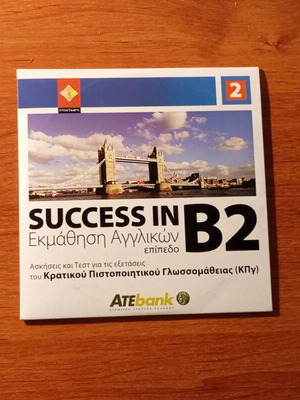 2
SUCCESS IN B2
Εκμάθηση Αγγλικών
επίπεδο
Ασκήσεις και Τεστ για τις εξετάσεις
του Κρατικού Πιστοποιητικού Γλωσσομάθειας (ΚΠγ)
ATEbank